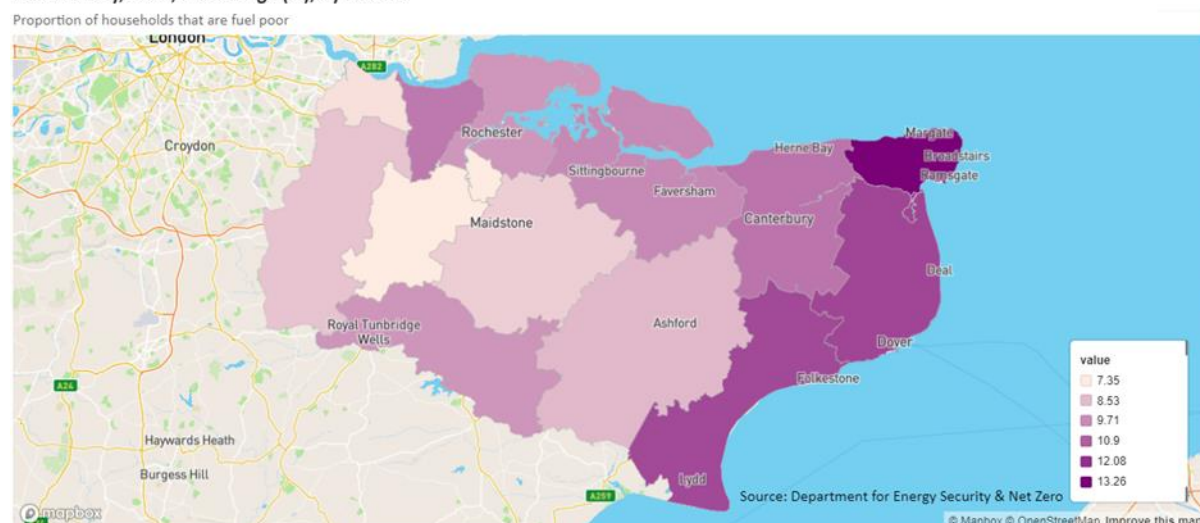 Proportion of households that are fuel poor
London
A282
Croydon
Rochester
Margate
Herne Bay
Broadstairs
Ramsgate
Sittingbourne
Faversham
Maidstone
Canterbury
Deal
Royal Tunbridge
Wells
Ashford
Dover
Folkestone
A24
Haywards Heath
Burgess Hill
Lydd
A259
value
7.35
8.53
9.71
10.9
12.08
13.26
Source: Department for Energy Security & Net Zero
mapbox
© Mapbox © OpenStreetMap Improve this map